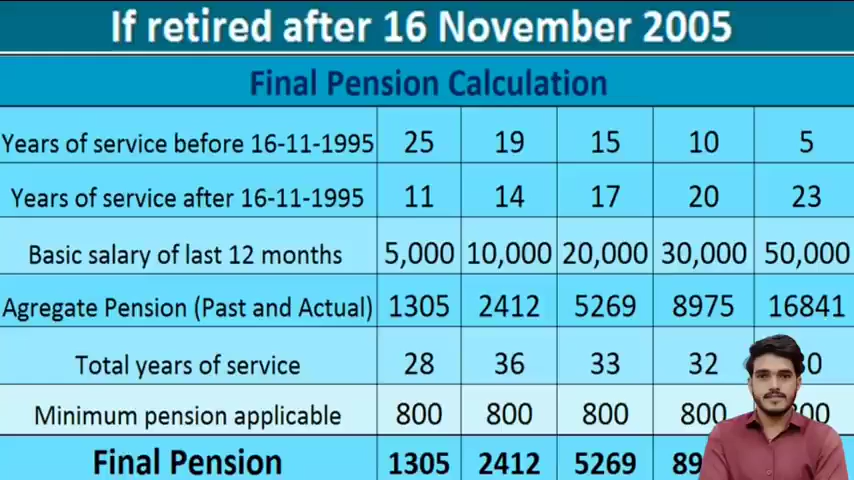 If retired after 16 November 2005
Final Pension Calculation
Years of service before 16-11-1995 25 19 15 10 5
Years of service after 16-11-1995 11 14 17 20 23
Basic salary of last 12 months 5,000 10,000 20,000 30,000 50,000
Agregate Pension (Past and Actual) 1305 2412 5269 8975 16841
Total years of service 28 36 33 32
Minimum pension applicable 800 800 800 800
Final Pension 1305 2412 5269